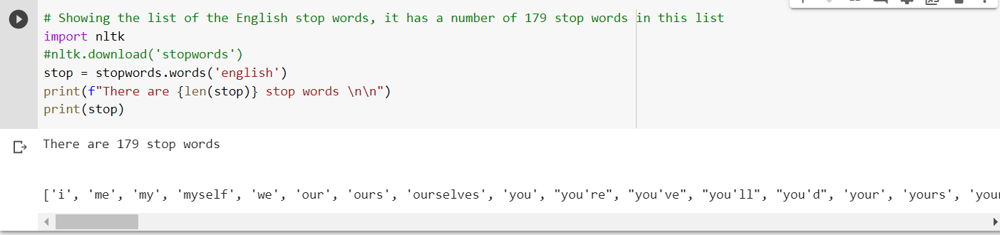 # Showing the list of the English stop words, it has a number of 179 stop words in this list
import nltk
#nltk.download('stopwords')
stop = stopwords.words('english')
print(f"There are {len(stop)} stop words \n\n")
print(stop)
There are 179 stop words
['i', 'me', 'my', 'myself', 'we', 'our', 'ours', 'ourselves', 'you', "you're", "you've", "you'll", "you'd", 'your', 'yours',